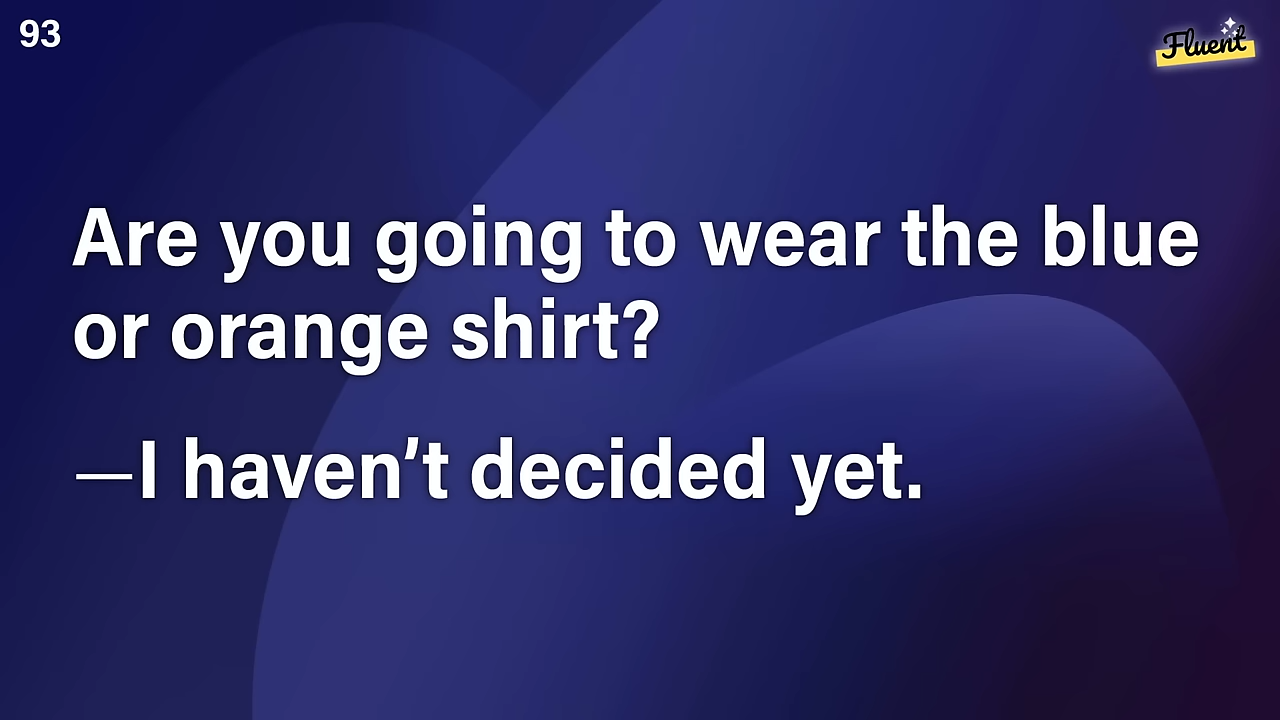 93
Fluent
Are you going to wear the blue
or orange shirt?
—I haven’t decided yet.